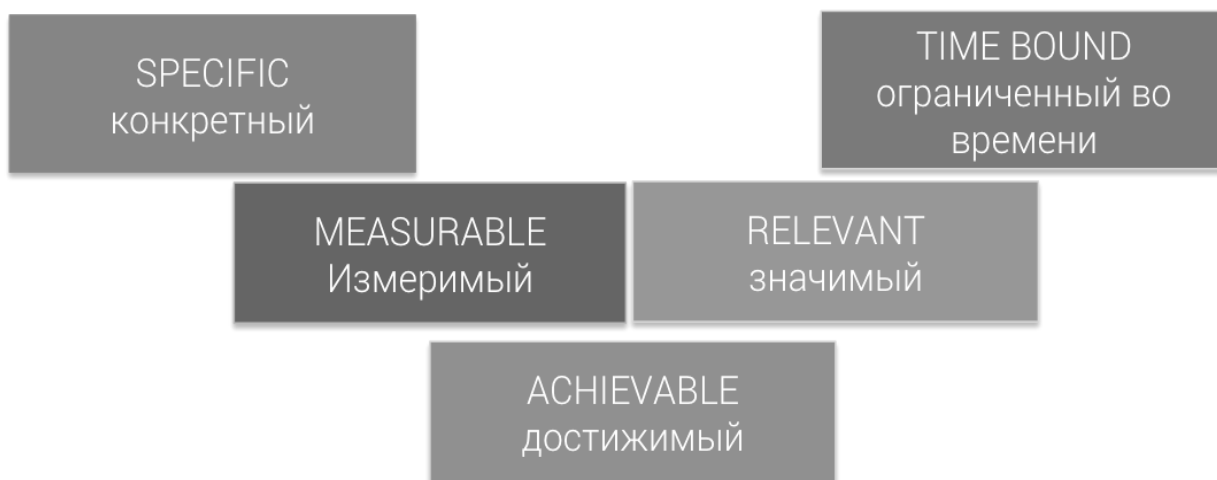 SPECIFIC
конкретный
TIME BOUND
ограниченный во
времени
MEASURABLE
Измеримый
RELEVANT
значимый
ACHIEVABLE
достижимый